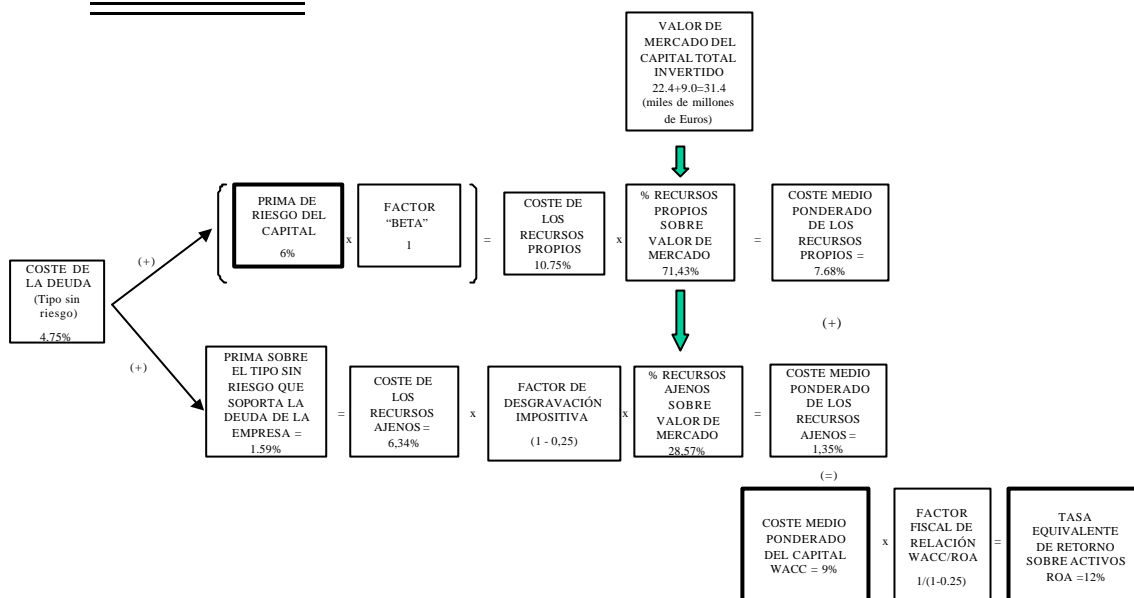 VALOR DE
MERCADO DEL
CAPITAL TOTAL
INVERTIDO
22.4+9.0=31.4
(miles de millones
de Euros)
COSTE DE
LA DEUDA
(Tipo sin
riesgo)
4.75%
(+)
(+)
PRIMA DE
RIESGO DEL
CAPITAL
6%
x
FACTOR
“BETA”
1
=
COSTE DE
LOS
RECURSOS
PROPIOS
10.75%
x
% RECURSOS
PROPIOS
SOBRE
VALOR DE
MERCADO
71,43%
=
COSTE MEDIO
PONDERADO
DE LOS
RECURSOS
PROPIOS =
7.68%
(+)
PRIMA SOBRE
EL TIPO SIN
RIESGO QUE
SOPORTA LA
DEUDA DE LA
EMPRESA =
1.59%
=
COSTE DE
LOS
RECURSOS
AJENOS =
6,34%
x
FACTOR DE
DESGRAVACIÓN
IMPOSITIVA
(1 - 0,25)
x
% RECURSOS
AJENOS
SOBRE
VALOR DE
MERCADO
28,57%
=
COSTE MEDIO
PONDERADO
DE LOS
RECURSOS
AJENOS =
1,35%
(=)
COSTE MEDIO
PONDERADO
DEL CAPITAL
WACC = 9%
x
FACTOR
FISCAL DE
RELACIÓN
WACC/ROA
1/(1-0.25)
=
TASA
EQUIVALENTE
DE RETORNO
SOBRE ACTIVOS
ROA =12%